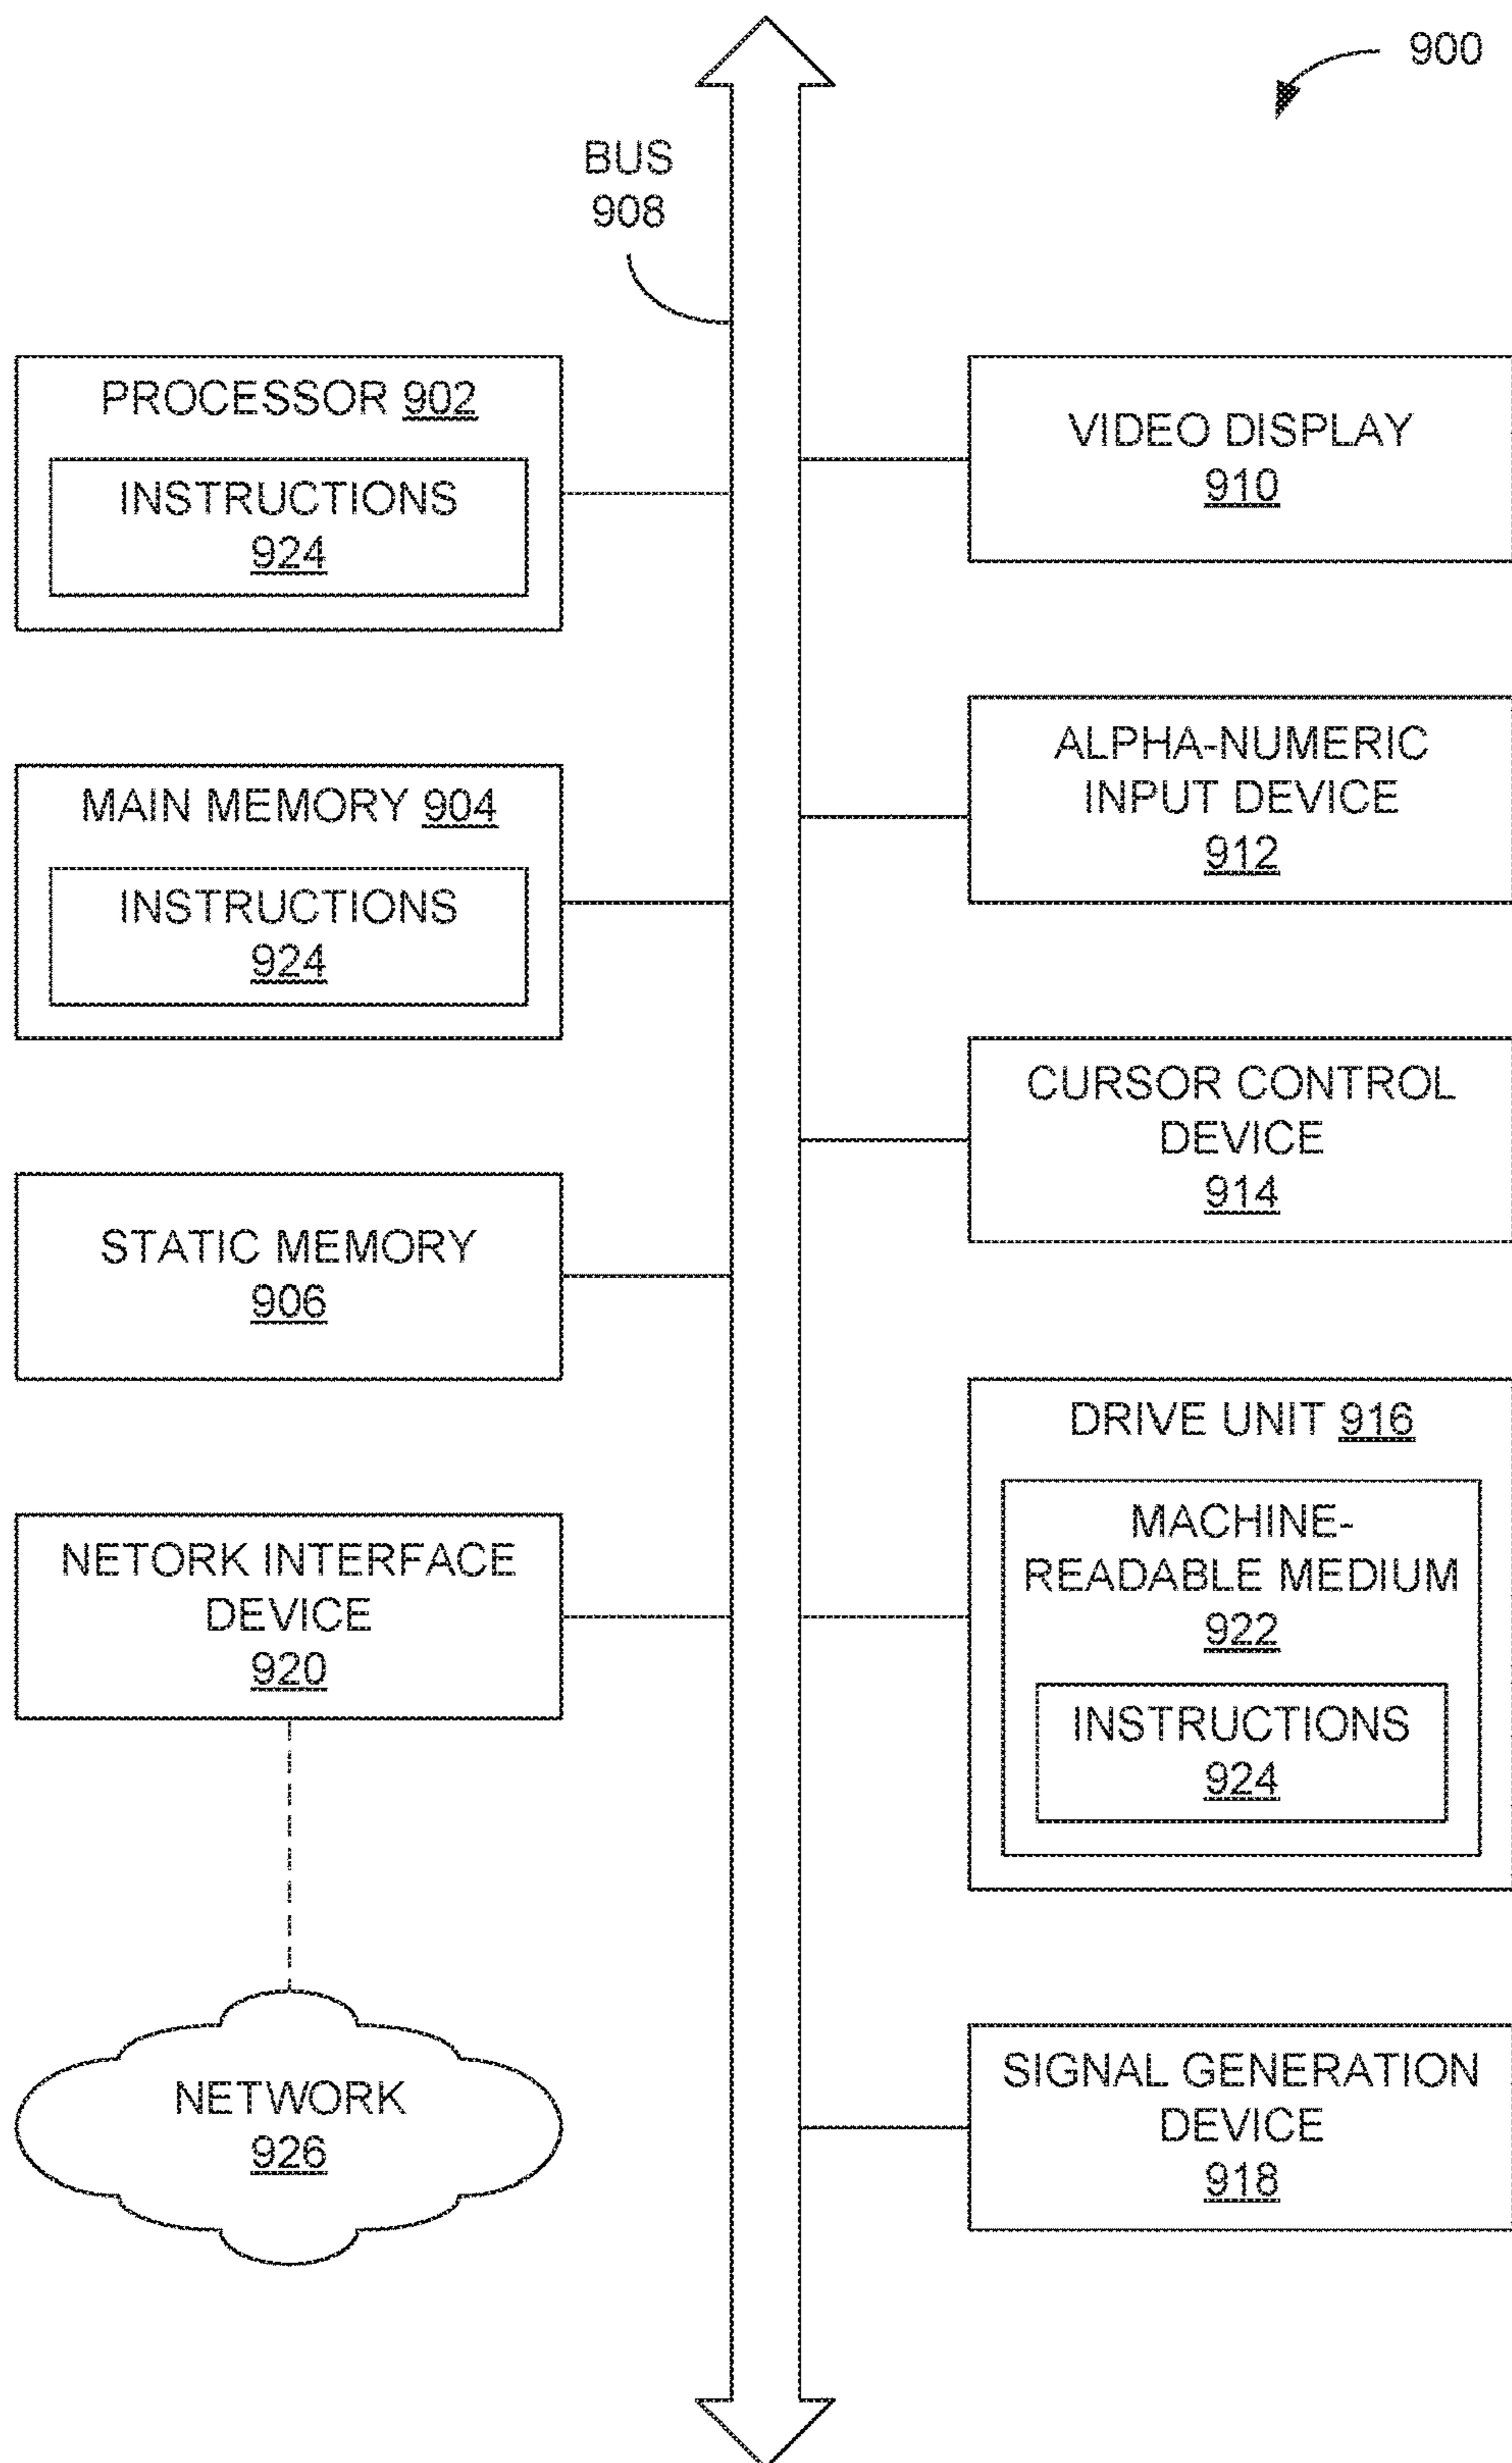 900
BUS
908
PROCESSOR 902
INSTRUCTIONS
924
MAIN MEMORY 904
INSTRUCTIONS
924
STATIC MEMORY
906
NETORK INTERFACE
DEVICE
920
NETWORK
926
VIDEO DISPLAY
910
ALPHA-NUMERIC
INPUT DEVICE
912
CURSOR CONTROL
DEVICE
914
DRIVE UNIT 916
MACHINE-
READABLE MEDIUM
922
INSTRUCTIONS
924
SIGNAL GENERATION
DEVICE
918